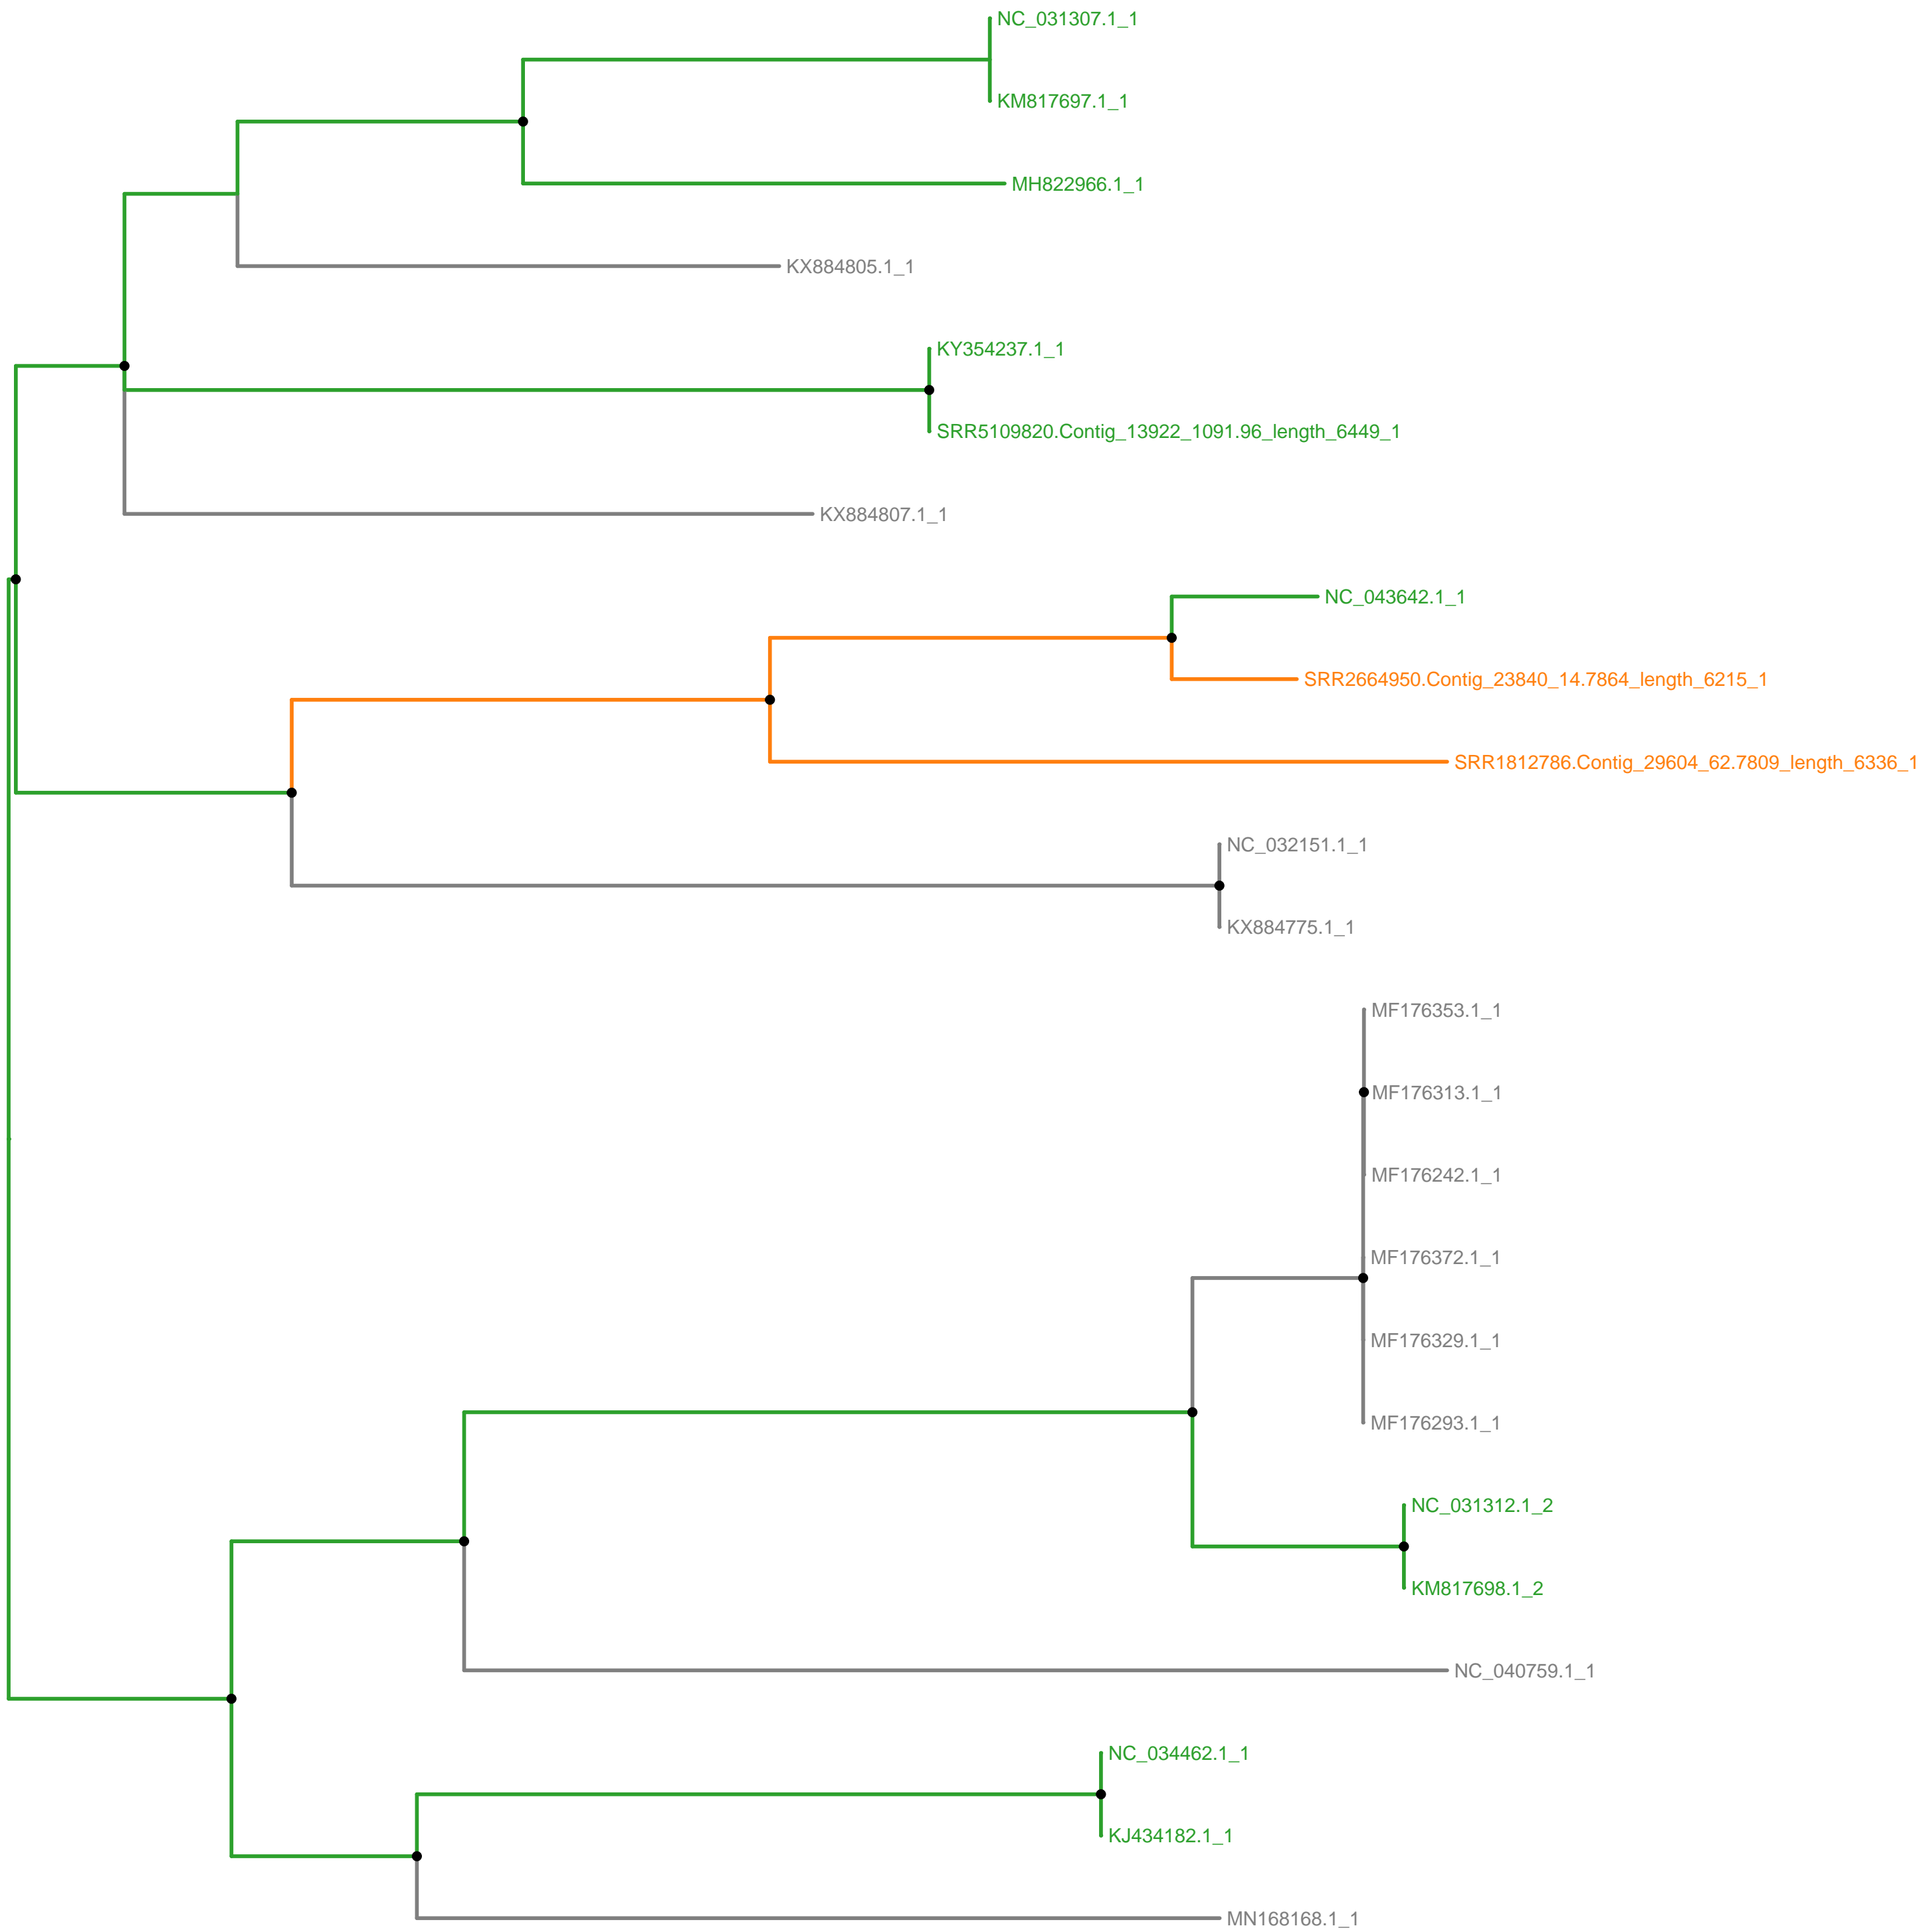 NC_031307.1_1
KM817697.1_1
MH822966.1_1
KX884805.1_1
KY354237.1_1
SRR5109820.Contig_13922_1091.96_length_6449_1
KX884807.1_1
NC_043642.1_1
SRR2664950.Contig_23840_14.7864_length_6215_1
SRR1812786.Contig_29604_62.7809_length_6336_1
NC_032151.1_1
KX884775.1_1
MF176353.1_1
MF176313.1_1
MF176242.1_1
MF176372.1_1
MF176329.1_1
MF176293.1_1
NC_031312.1_2
KM817698.1_2
NC_040759.1_1
NC_034462.1_1
KJ434182.1_1
MN168168.1_1